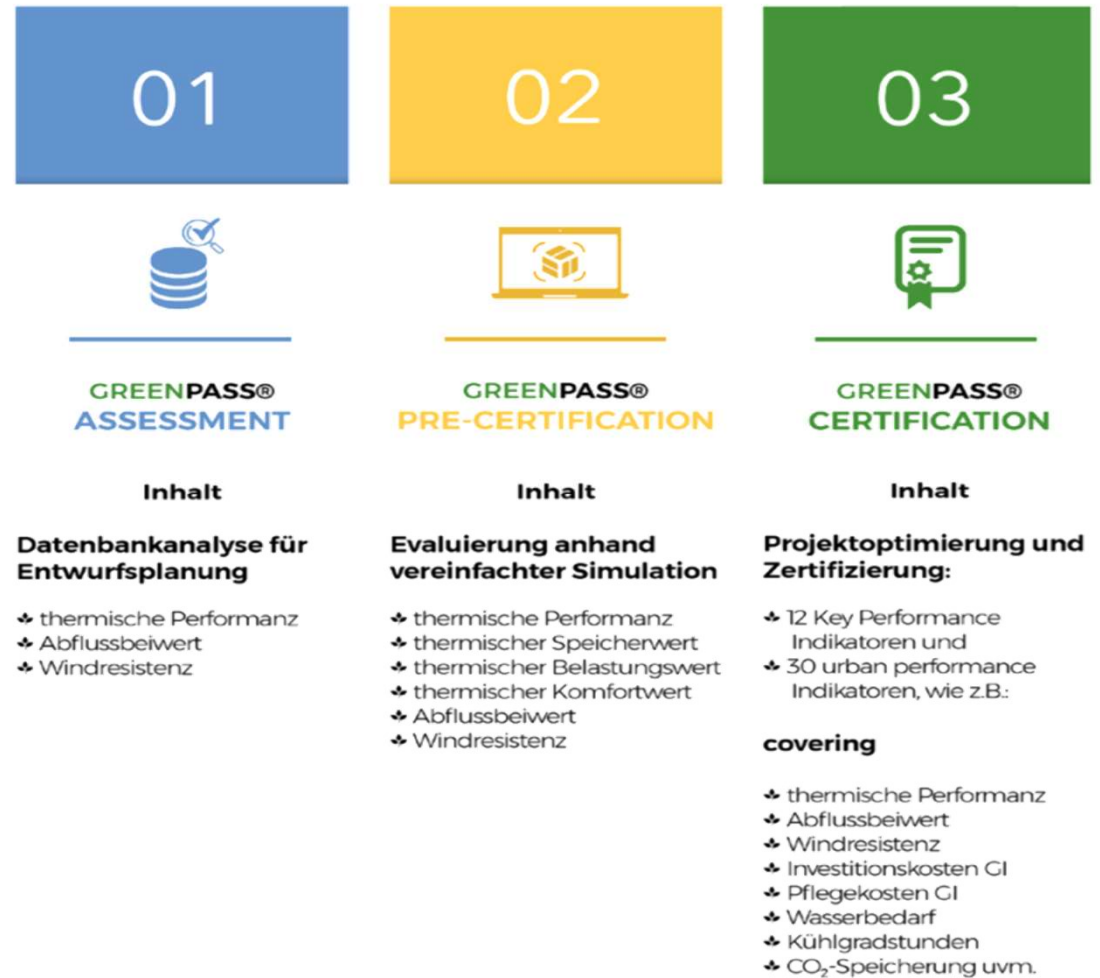 01
GREENPASS®
ASSESSMENT
Inhalt
Datenbankanalyse für
Entwurfsplanung
thermische Performanz
Abflussbeiwert
Windresistenz
02
GREENPASS®
PRE-CERTIFICATION
Inhalt
Evaluierung anhand
vereinfachter Simulation
thermische Performanz
thermischer Speicherwert
thermischer Belastungswert
thermischer Komfortwert
Abflussbeiwert
Windresistenz
03
GREENPASS®
CERTIFICATION
Inhalt
Projektoptimierung und
Zertifizierung:
12 Key Performance
Indikatoren und
30 urban performance
Indikatoren, wie z.B.:
covering
thermische Performanz
Abflussbeiwert
Windresistenz
Investitionskosten GI
Pflegekosten GI
Wasserbedarf
Kühlgradstunden
CO₂-Speicherung uvm.